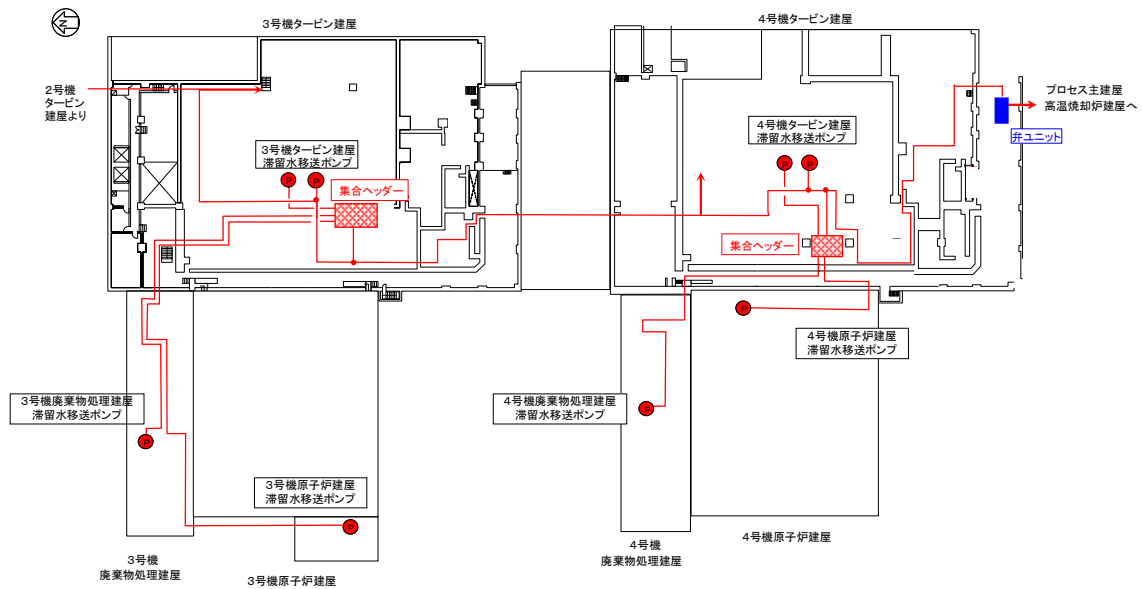 N
3号機タービン建屋
4号機タービン建屋
2号機
タービン
建屋より
プロセス主建屋
高温焼却炉建屋へ
弁ユニット
3号機タービン建屋
滞留水移送ポンプ
P
P
集合ヘッダー
4号機タービン建屋
滞留水移送ポンプ
P
P
集合ヘッダー
P
4号機原子炉建屋
滞留水移送ポンプ
3号機廃棄物処理建屋
滞留水移送ポンプ
P
4号機廃棄物処理建屋
滞留水移送ポンプ
P
3号機原子炉建屋
滞留水移送ポンプ
P
3号機
廃棄物処理建屋
3号機原子炉建屋
4号機
廃棄物処理建屋
4号機原子炉建屋